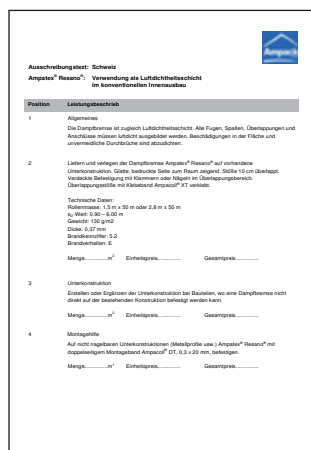 Ampack
Ausschreibungstext: Schweiz
Ampatex® Resano®: Verwendung als Luftdichtheitsschicht
im konventionellen Innenausbau
Position Leistungsbeschrieb
1 Allgemeines
Die Dampfbremse ist zugleich Luftdichtheitsschicht. Alle Fugen, Spalten, Überlappungen und
Anschlüsse müssen luftdicht ausgebildet werden. Beschädigungen in der Fläche und
unvermeidliche Durchbrüche sind abzudichten.
2 Liefern und verlegen der Dampfbremse Ampatex® Resano® auf vorhandene
Unterkonstruktion. Glatte, bedruckte Seite zum Raum zeigend. Stöße 10 cm überlappt.
Verdeckte Befestigung mit Klammern oder Nägeln im Überlappungsbereich.
Überlappungsstöße mit Klebeband Ampacoll® XT verklebt.
Technische Daten:
Rollenmasse: 1,5 m x 50 m oder 2,8 m x 50 m
sD-Wert: 0.90 – 6.00 m
Gewicht: 130 g/m2
Dicke: 0,37 mm
Brandkennziffer: 5.2
Brandverhalten: E
Menge.............m² Einheitspreis.............. Gesamtpreis..............
3 Unterkonstruktion
Erstellen oder Ergänzen der Unterkonstruktion bei Bauteilen, wo eine Dampfbremse nicht
direkt auf der bestehenden Konstruktion befestigt werden kann.
Menge.............m² Einheitspreis.............. Gesamtpreis..............
4 Montagehilfe
Auf nicht nagelbaren Unterkonstruktionen (Metallprofile usw.) Ampatex® Resano® mit
doppelseitigem Montageband Ampacoll® DT, 0,3 x 20 mm, befestigen.
Menge.............m¹ Einheitspreis.............. Gesamtpreis..............